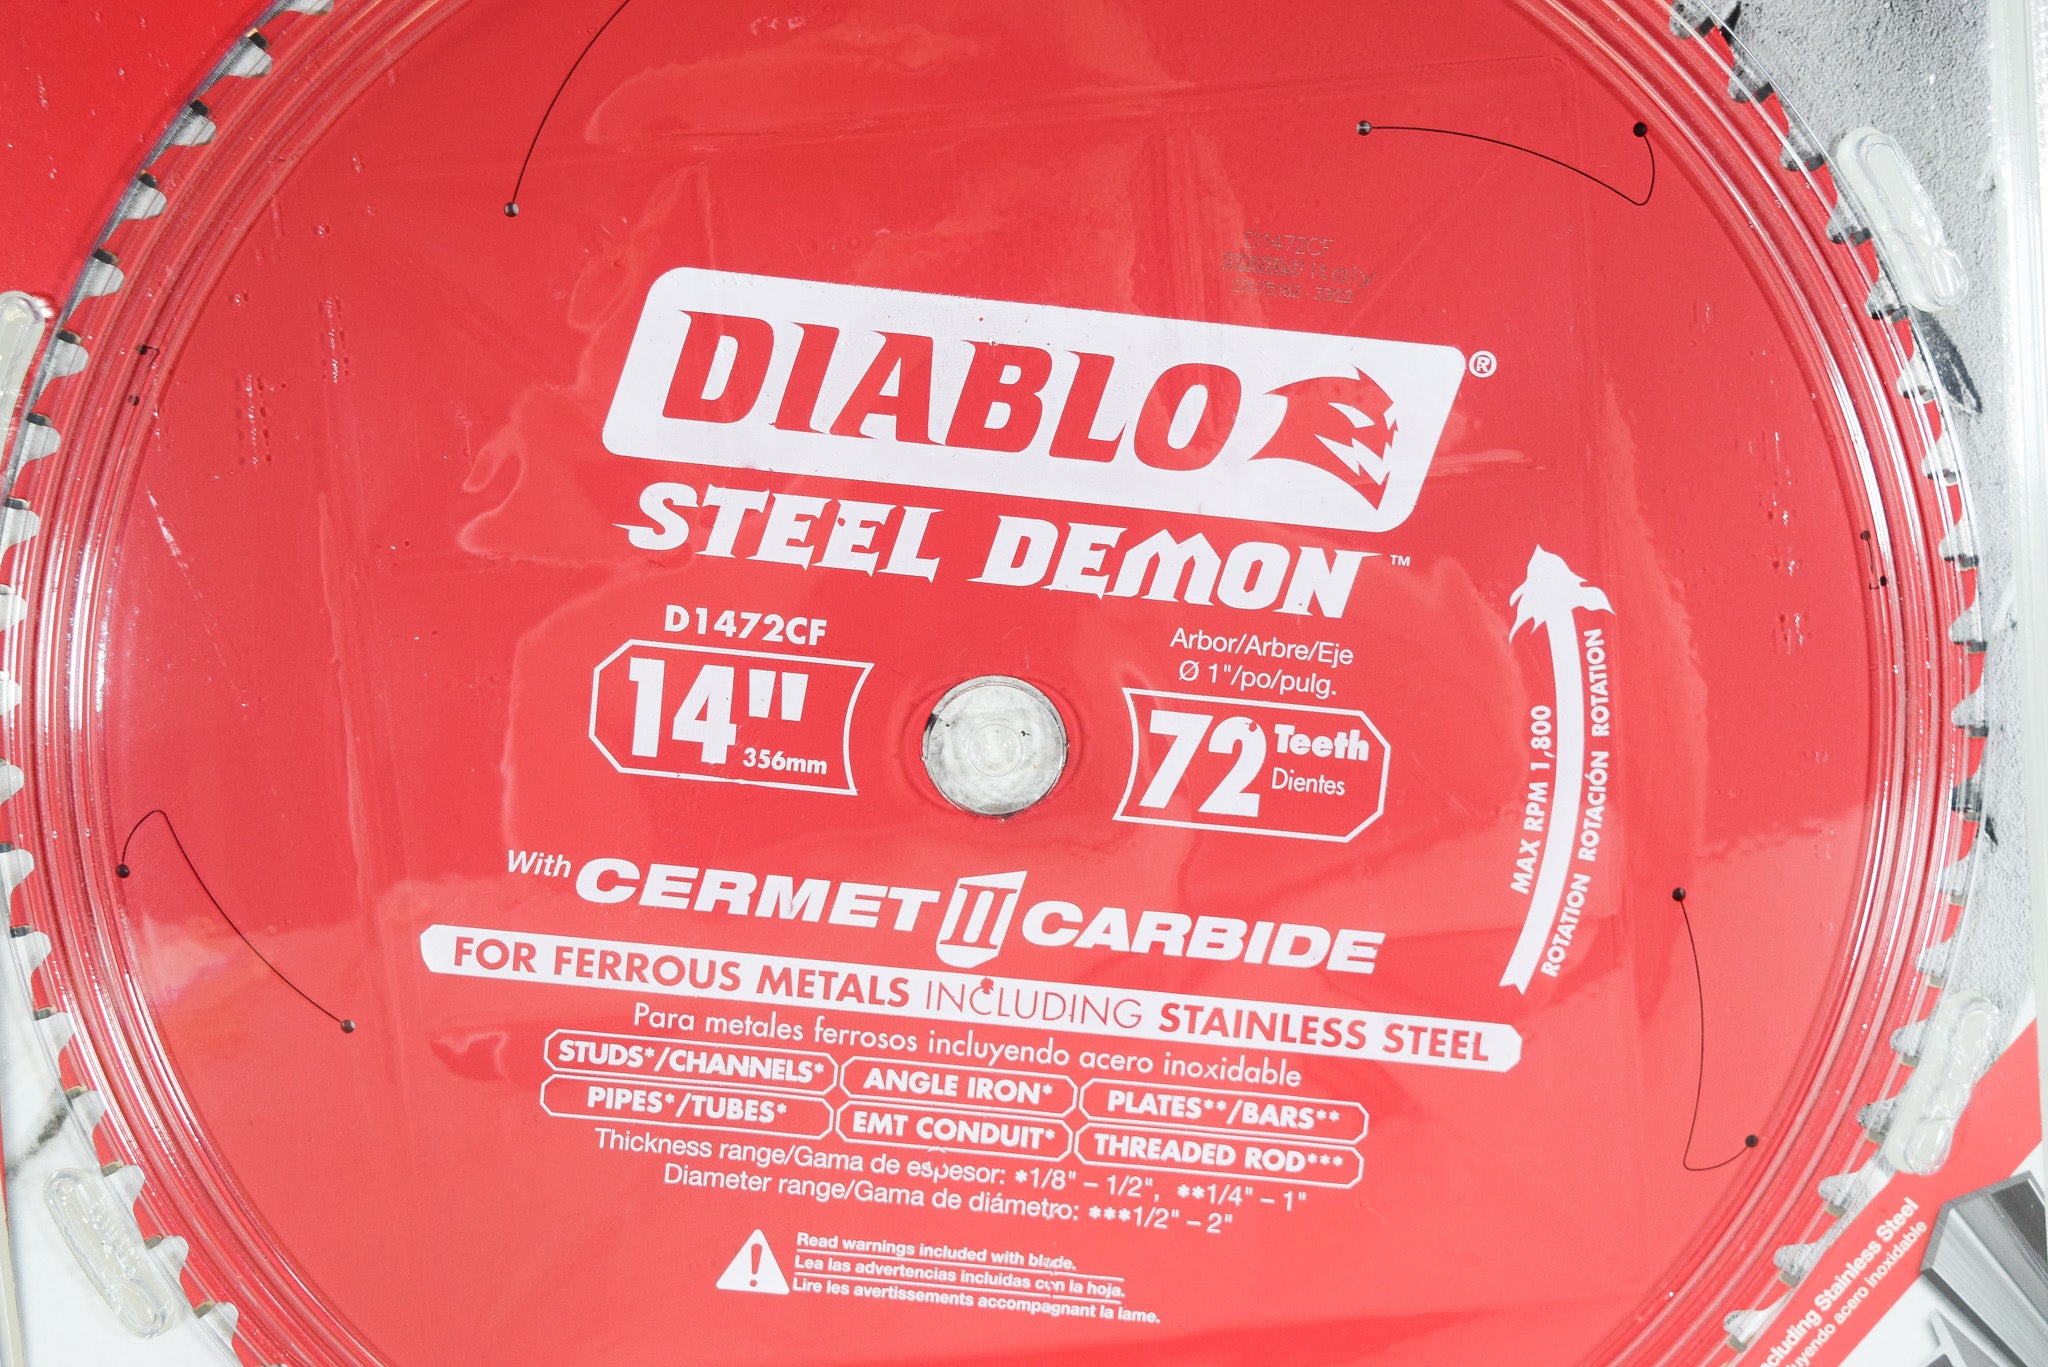 D1472CF
Italy
DIABLO®
STEEL DEMON™
D1472CF
14"
356mm
Arbor/Arbre/Eje
Ø 1"/po/pulg.
72 Teeth
Dientes
MAX RPM 1,800
ROTATION ROTACIÓN ROTATION
With CERMET II CARBIDE
FOR FERROUS METALS INCLUDING STAINLESS STEEL
Para metales ferrosos incluyendo acero inoxidable
STUDS*/CHANNELS* ANGLE IRON* PLATES**/BARS**
PIPES*/TUBES* EMT CONDUIT* THREADED ROD***
Thickness range/Gama de espesor: *1/8" – 1/2", **1/4" – 1"
Diameter range/Gama de diámetro: ***1/2" – 2"
Read warnings included with blade.
Lea las advertencias incluidas con la hoja.
Lire les avertissements accompagnant la lame.
Stainless Steel
acero inoxidable